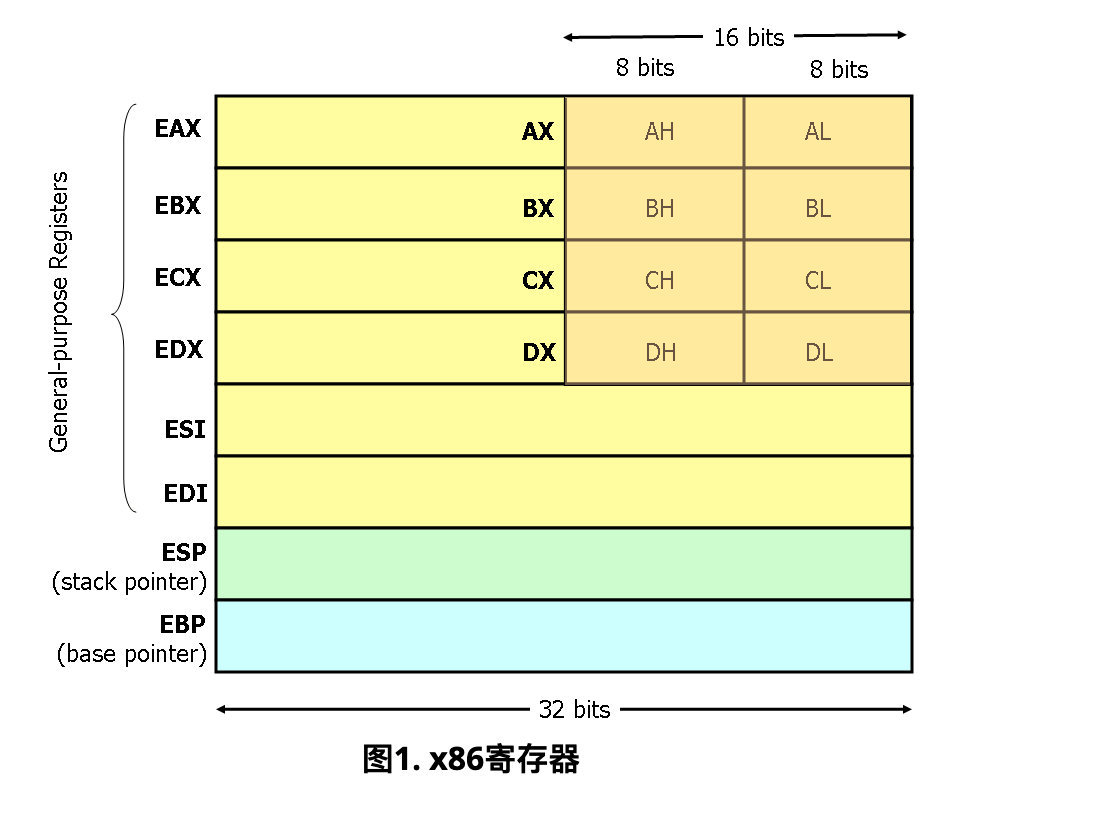 16 bits
8 bits
8 bits
General-purpose Registers
EAX
AX
AH
AL
EBX
BX
BH
BL
ECX
CX
CH
CL
EDX
DX
DH
DL
ESI
EDI
ESP
(stack pointer)
EBP
(base pointer)
32 bits
图1. x86寄存器